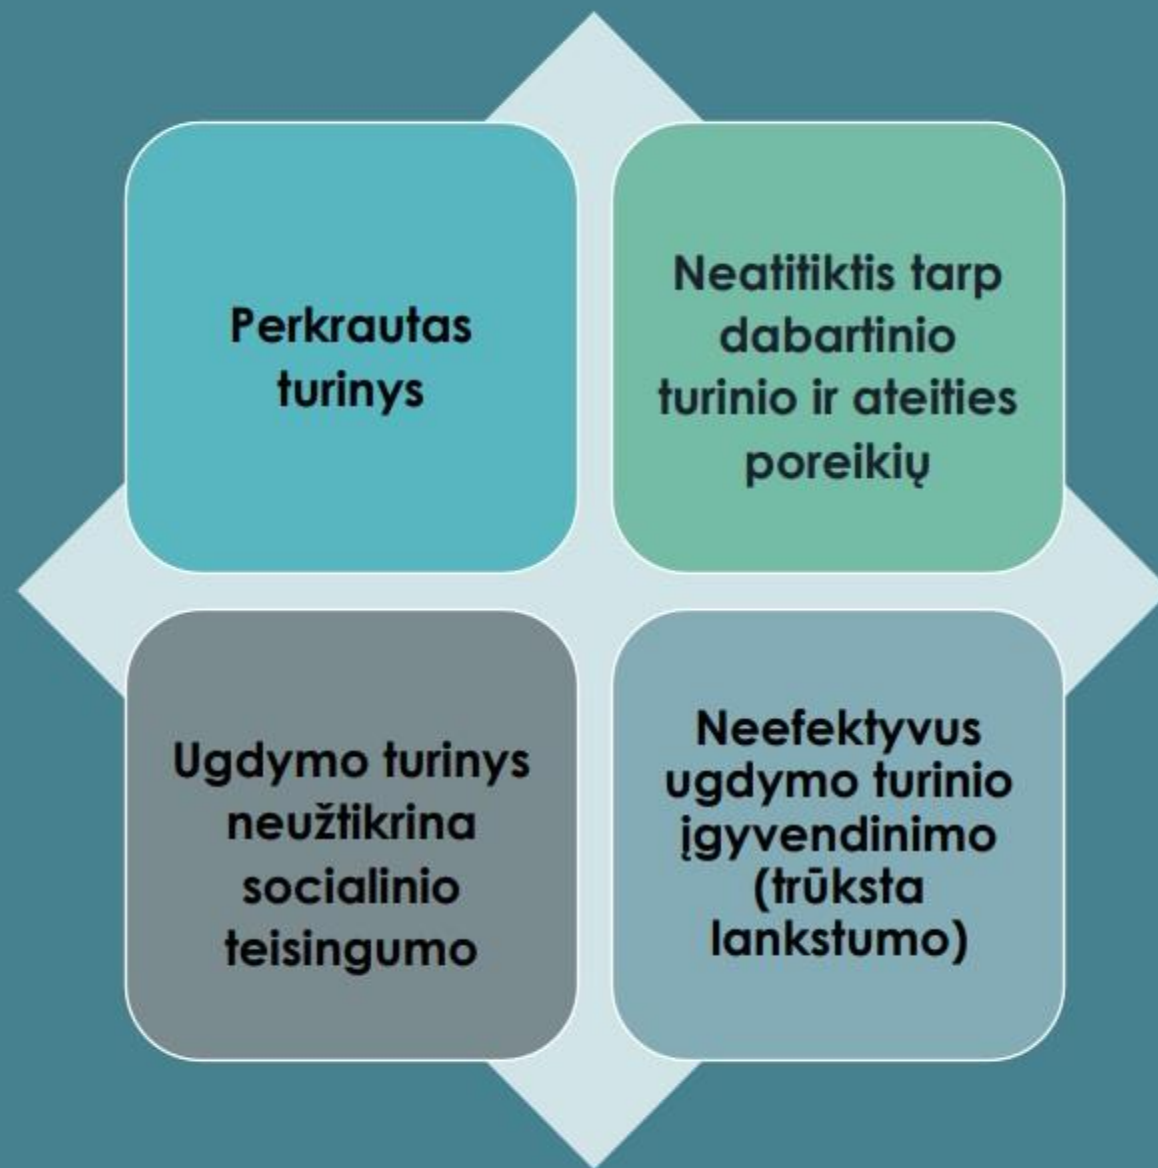 Perkrautas
turinys
Neatitiktis tarp
dabartinio
turinio ir ateities
poreikių
Ugdymo turinys
neužtikrina
socialinio
teisingumo
Neefektyvus
ugdymo turinio
įgyvendinimo
(trūksta
lankstumo)